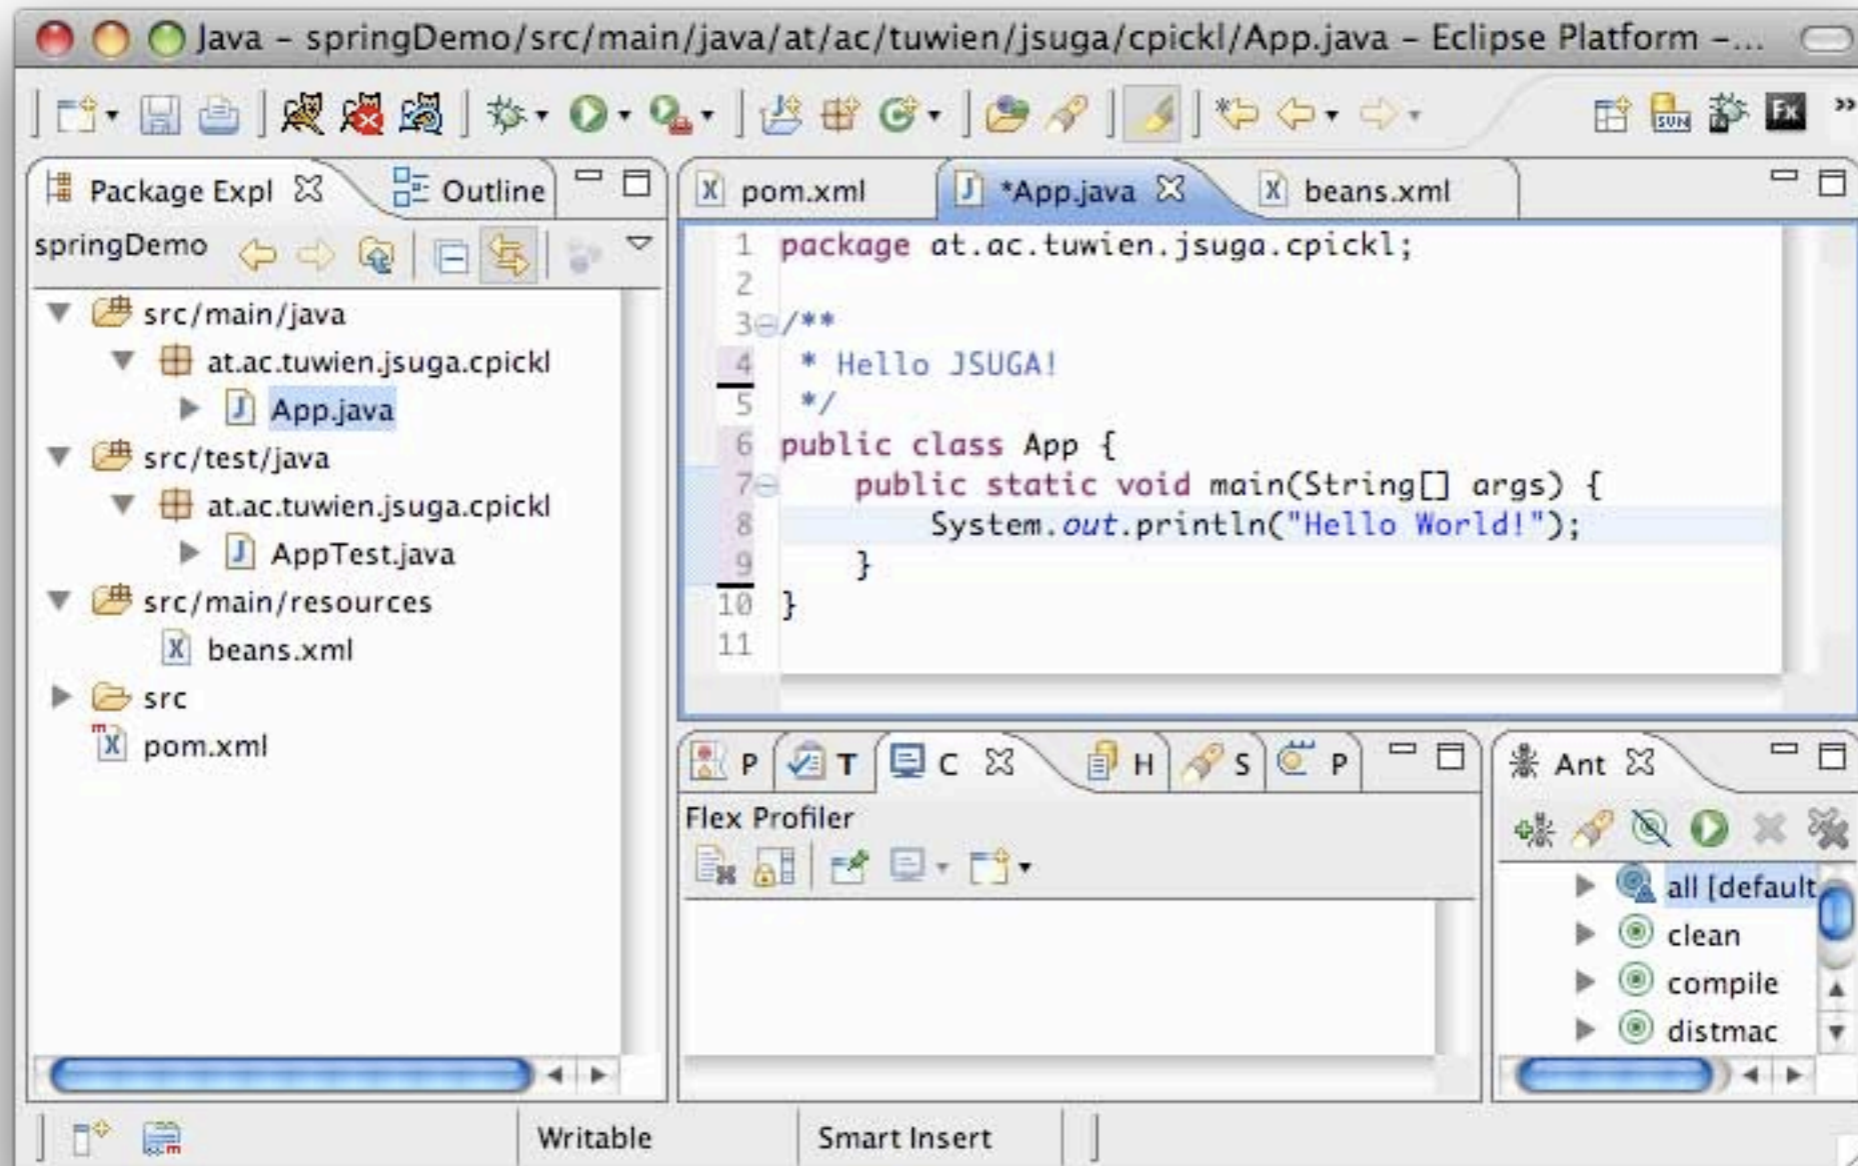 Java – springDemo/src/main/java/at/ac/tuwien/jsuga/cpickl/App.java – Eclipse Platform –...
SVN
Fx
»
Package Expl
Outline
springDemo
src/main/java
at.ac.tuwien.jsuga.cpickl
App.java
src/test/java
at.ac.tuwien.jsuga.cpickl
AppTest.java
src/main/resources
beans.xml
src
pom.xml
pom.xml
*App.java
beans.xml
1 package at.ac.tuwien.jsuga.cpickl;
2
3 /**
4  * Hello JSUGA!
5  */
6 public class App {
7     public static void main(String[] args) {
8         System.out.println("Hello World!");
9     }
10 }
11
P
T
C
H
S
P
Flex Profiler
Ant
all [default
clean
compile
distmac
Writable
Smart Insert